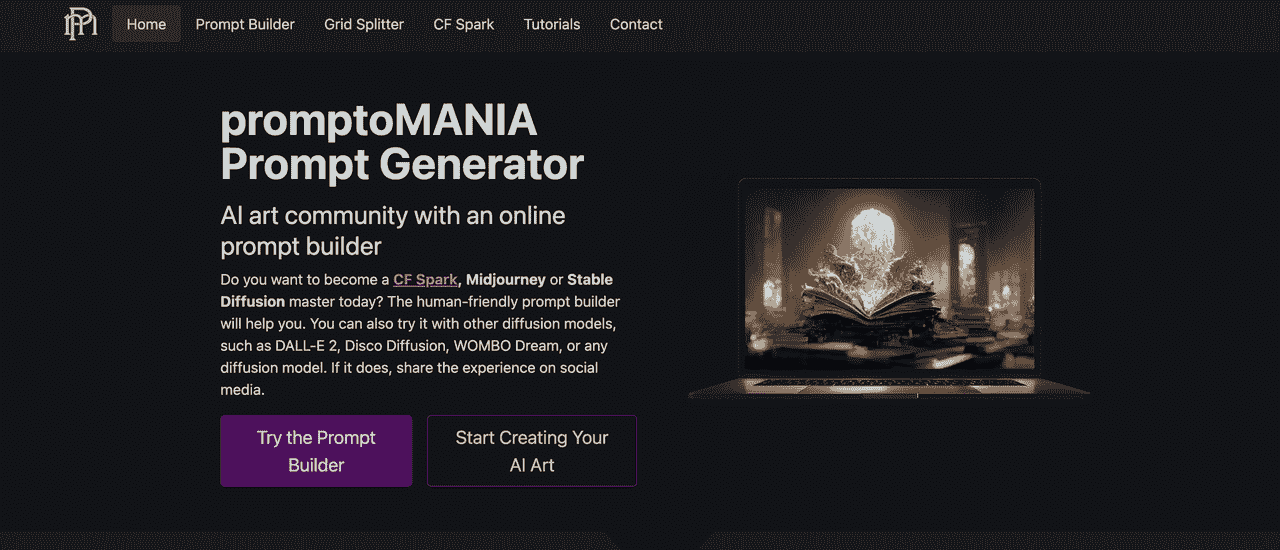 Home Prompt Builder Grid Splitter CF Spark Tutorials Contact
promptoMANIA
Prompt Generator
AI art community with an online
prompt builder
Do you want to become a CF Spark, Midjourney or Stable
Diffusion master today? The human-friendly prompt builder
will help you. You can also try it with other diffusion models,
such as DALL-E 2, Disco Diffusion, WOMBO Dream, or any
diffusion model. If it does, share the experience on social
media.
Try the Prompt
Builder
Start Creating Your
AI Art